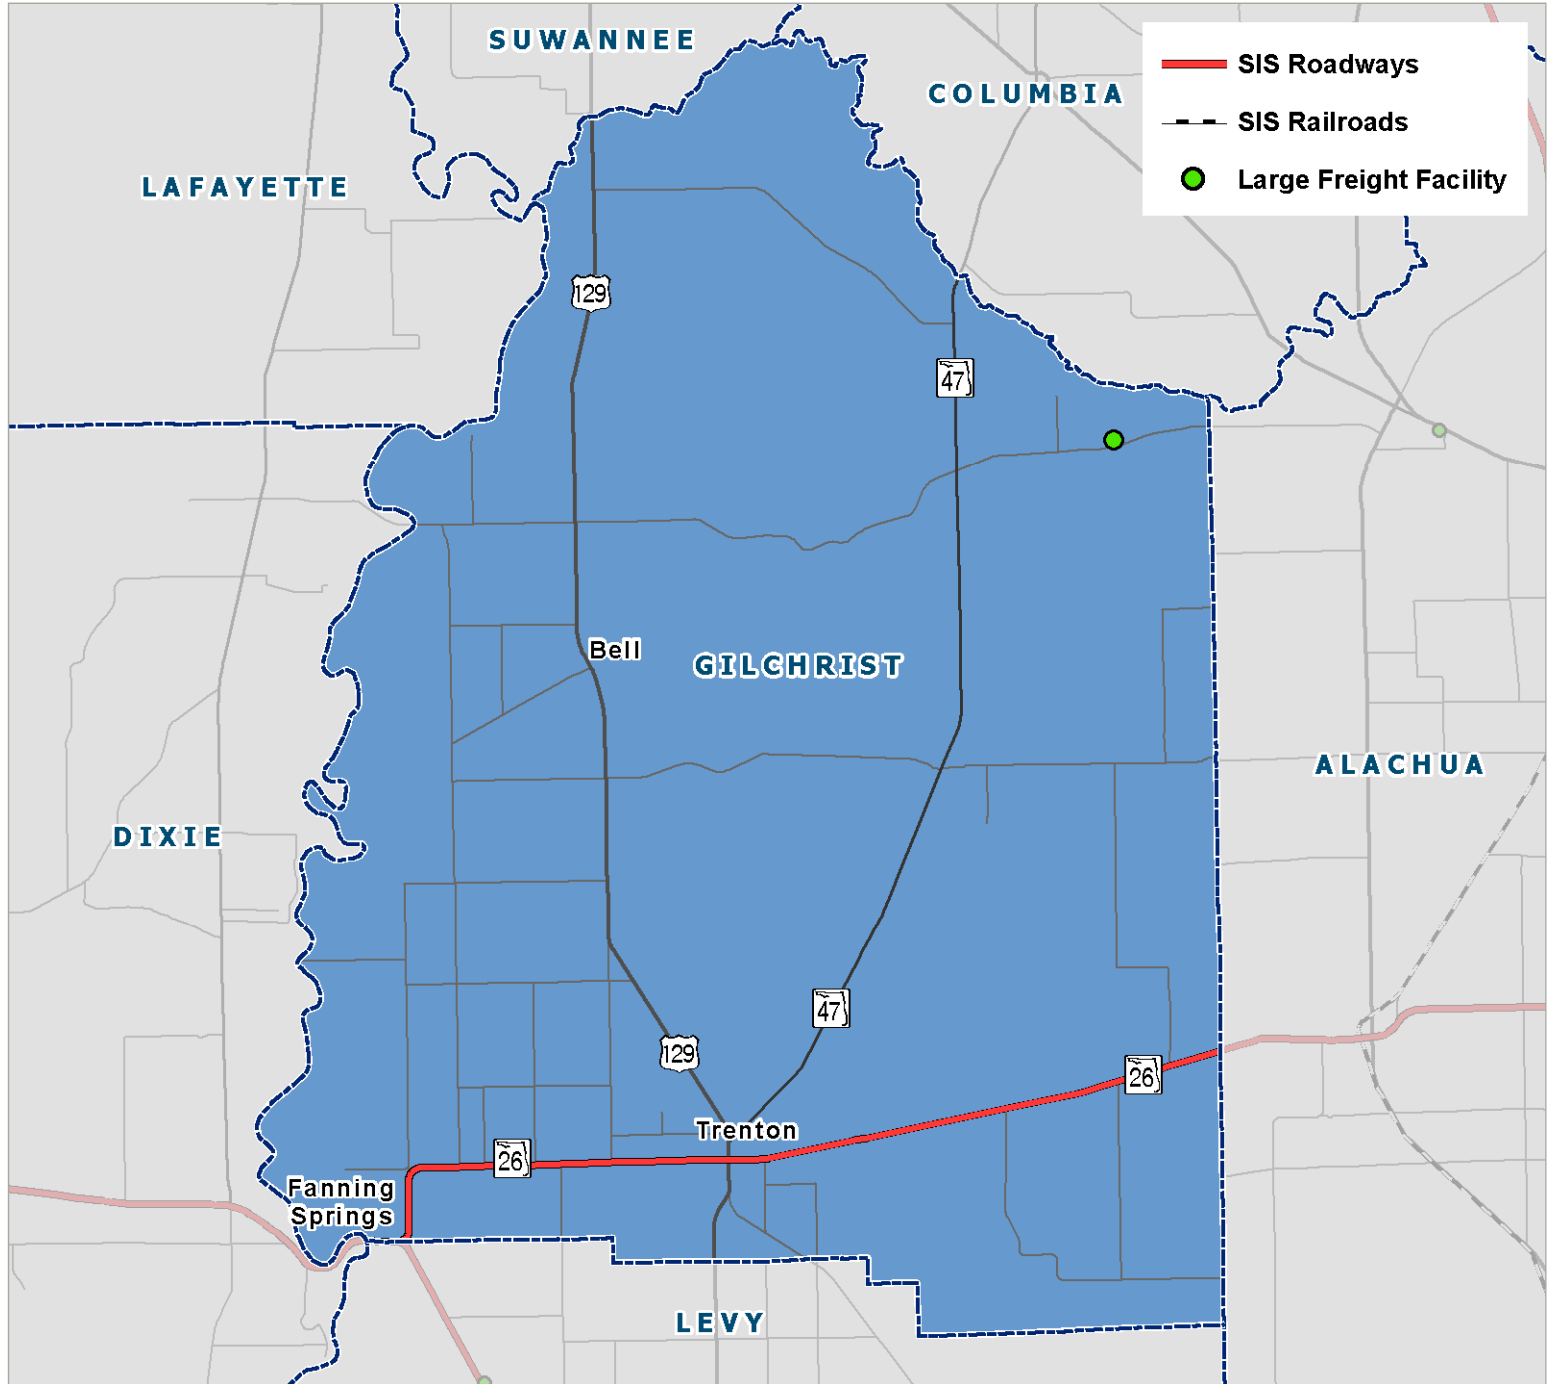 SUWANNEE
SIS Roadways
COLUMBIA
SIS Railroads
LAFAYETTE
Large Freight Facility
129
47
Bell
GILCHRIST
ALACHUA
DIXIE
47
129
26
Trenton
26
Fanning
Springs
LEVY